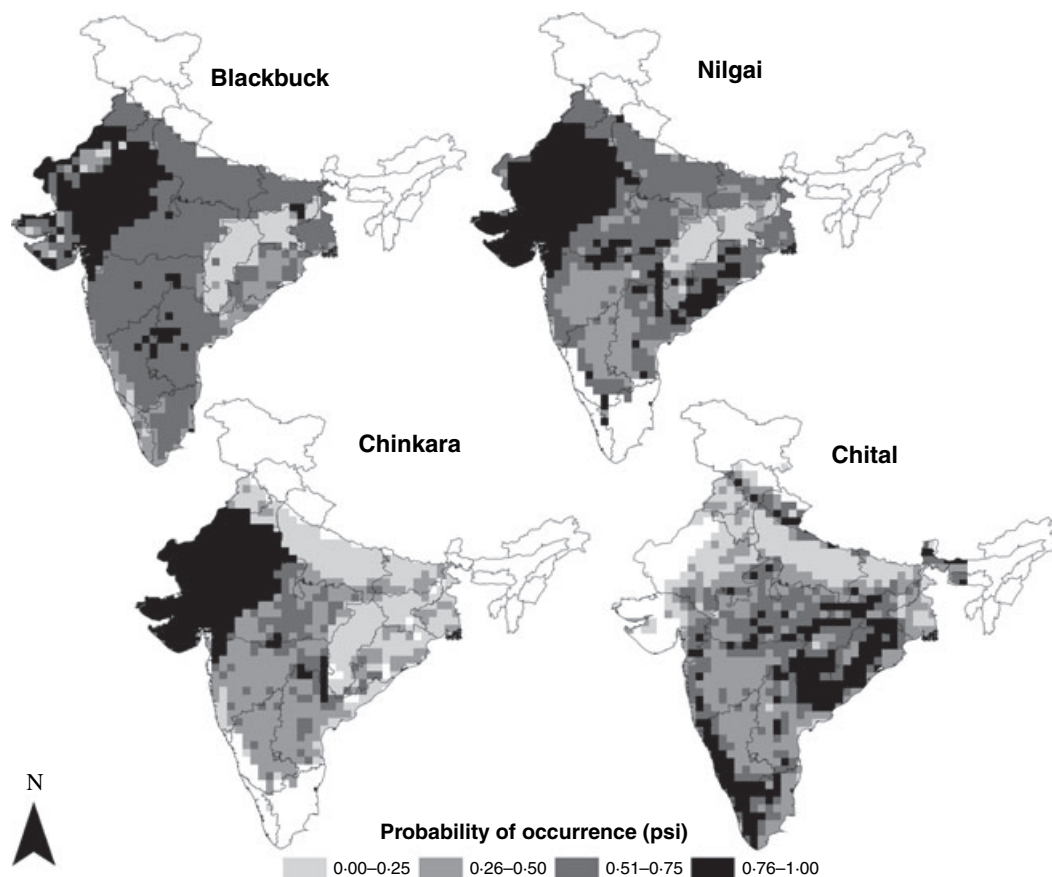 Blackbuck
Nilgai
Chinkara
Chital
N
Probability of occurrence (psi)
0·00–0·25 0·26–0·50 0·51–0·75 0·76–1·00